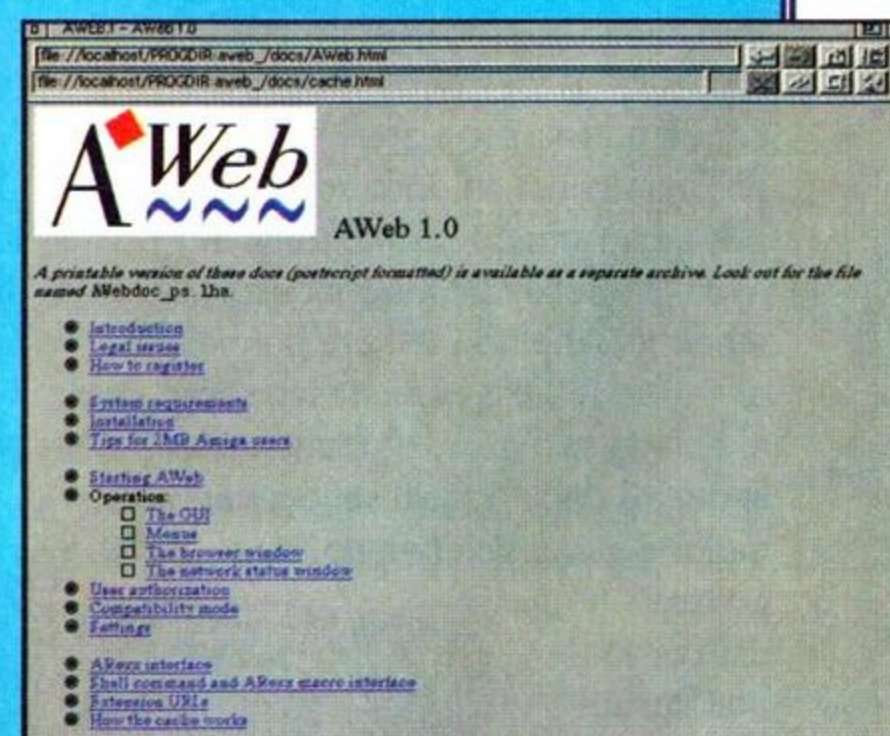 AWEB.1 - AWeb 1.0
file://localhost/PROGDIR:aweb_/docs/AWeb.html
file://localhost/PROGDIR:aweb_/docs/cache.html
AWeb
AWeb 1.0
A printable version of these docs (postscript formatted) is available as a separate archive. Look out for the file
named AWebdoc_ps.lha.
Introduction
Legal issues
How to register
System requirements
Installation
Tips for 2MB Amiga users
Starting AWeb
Operation:
The GUI
Menus
The browser window
The network status window
User authorization
Compatibility mode
Settings
ARexx interface
Shell command and ARexx macro interface
Extension URLs
How the cache works